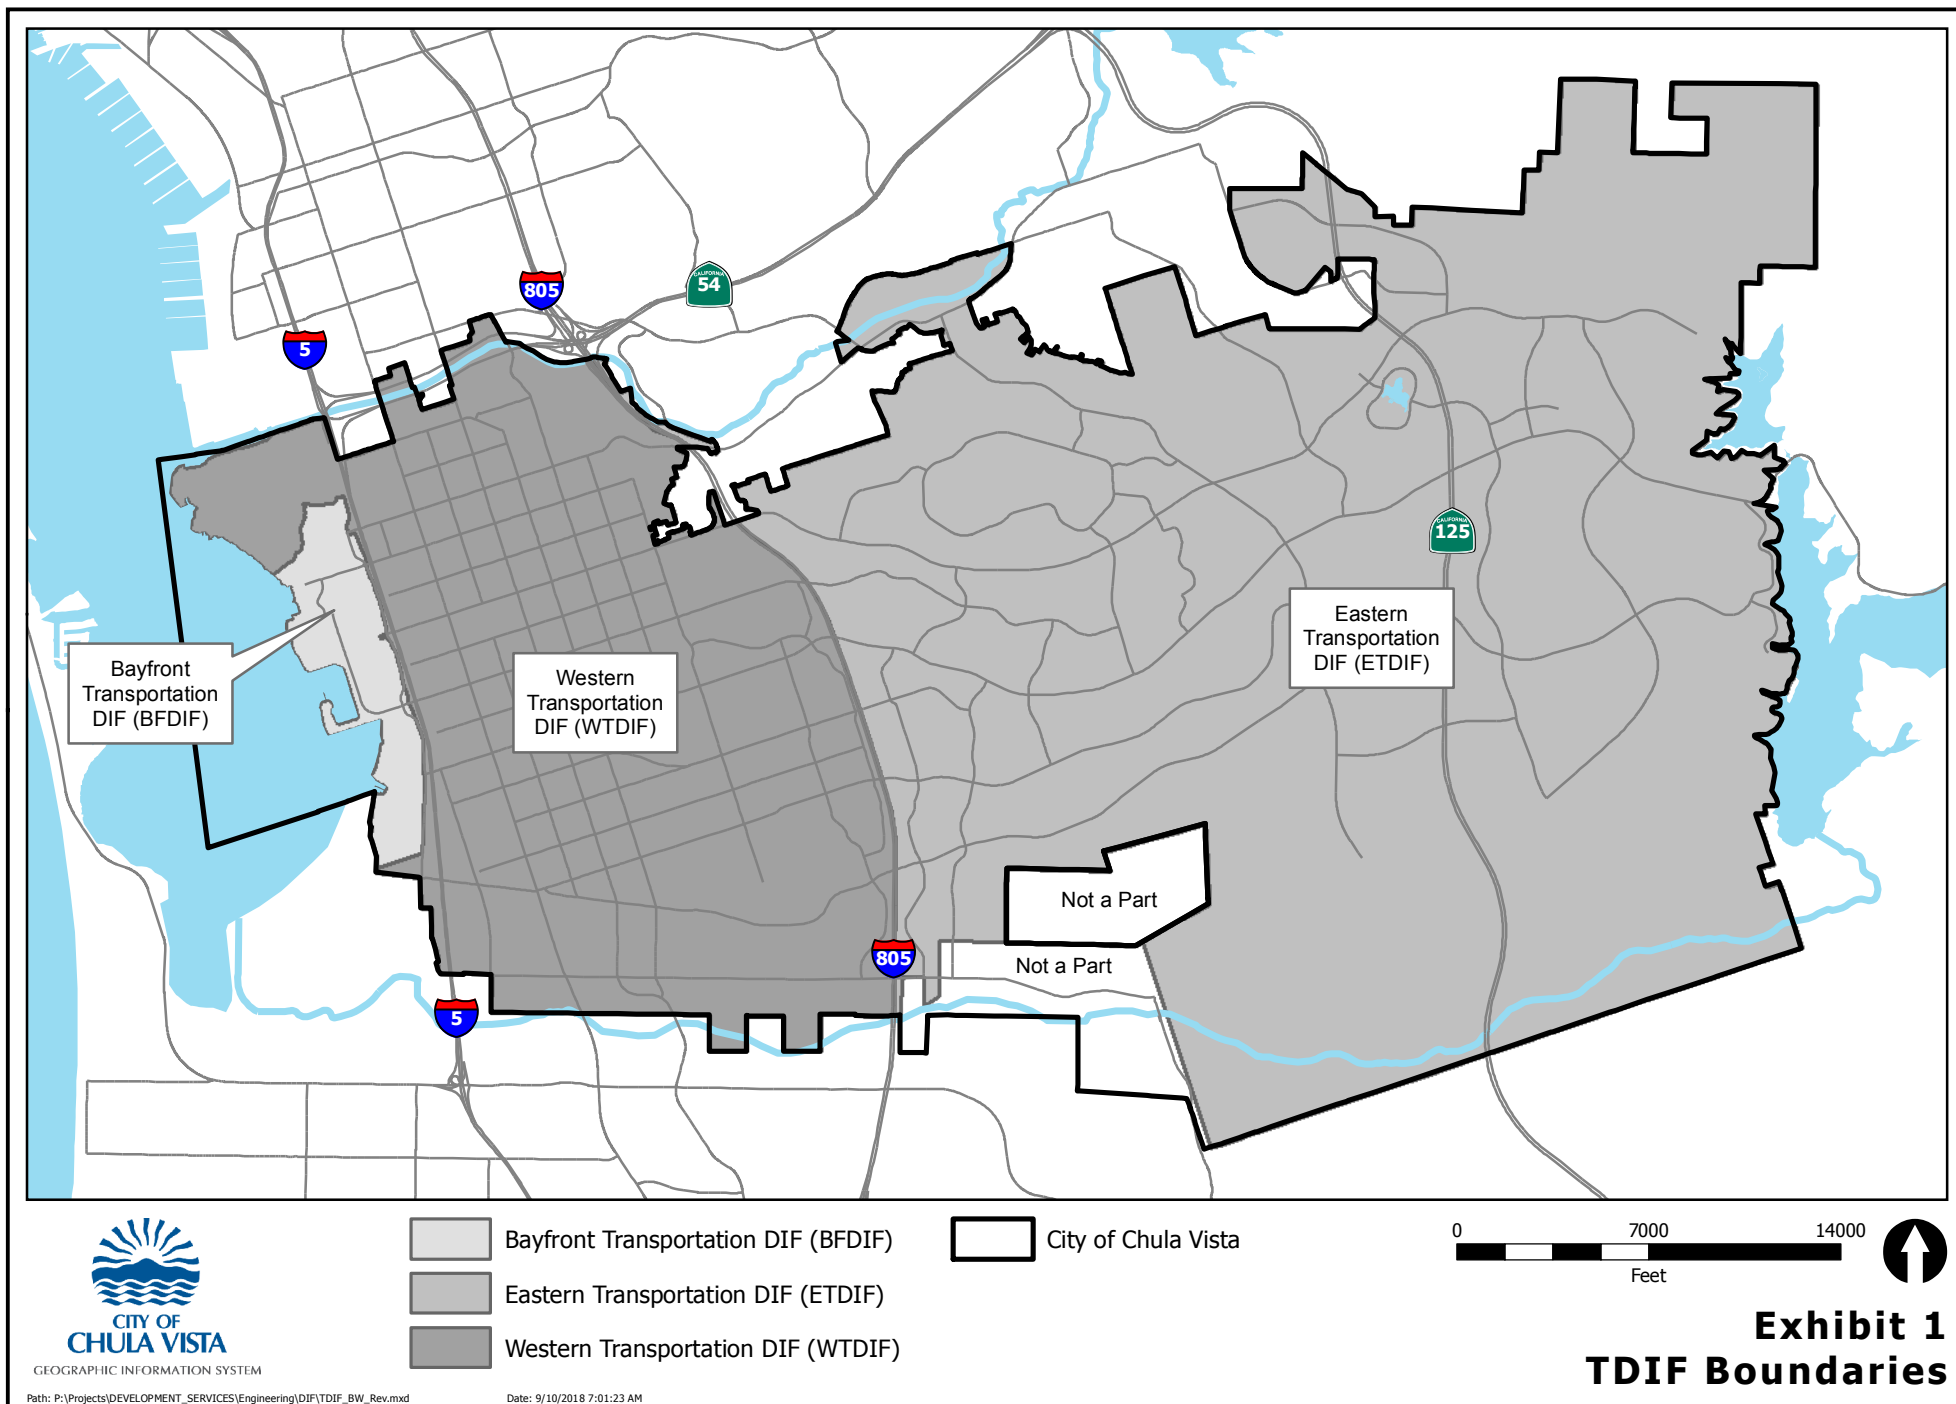 5
805
CALIFORNIA
54
CALIFORNIA
125
Bayfront
Transportation
DIF (BFDIF)
Western
Transportation
DIF (WTDIF)
Eastern
Transportation
DIF (ETDIF)
Not a Part
Not a Part
805
5
CITY OF
CHULA VISTA
GEOGRAPHIC INFORMATION SYSTEM
Bayfront Transportation DIF (BFDIF)
Eastern Transportation DIF (ETDIF)
Western Transportation DIF (WTDIF)
City of Chula Vista
0 7000 14000
Feet
Exhibit 1
TDIF Boundaries
Path: P:\Projects\DEVELOPMENT_SERVICES\Engineering\DIF\TDIF_BW_Rev.mxd
Date: 9/10/2018 7:01:23 AM